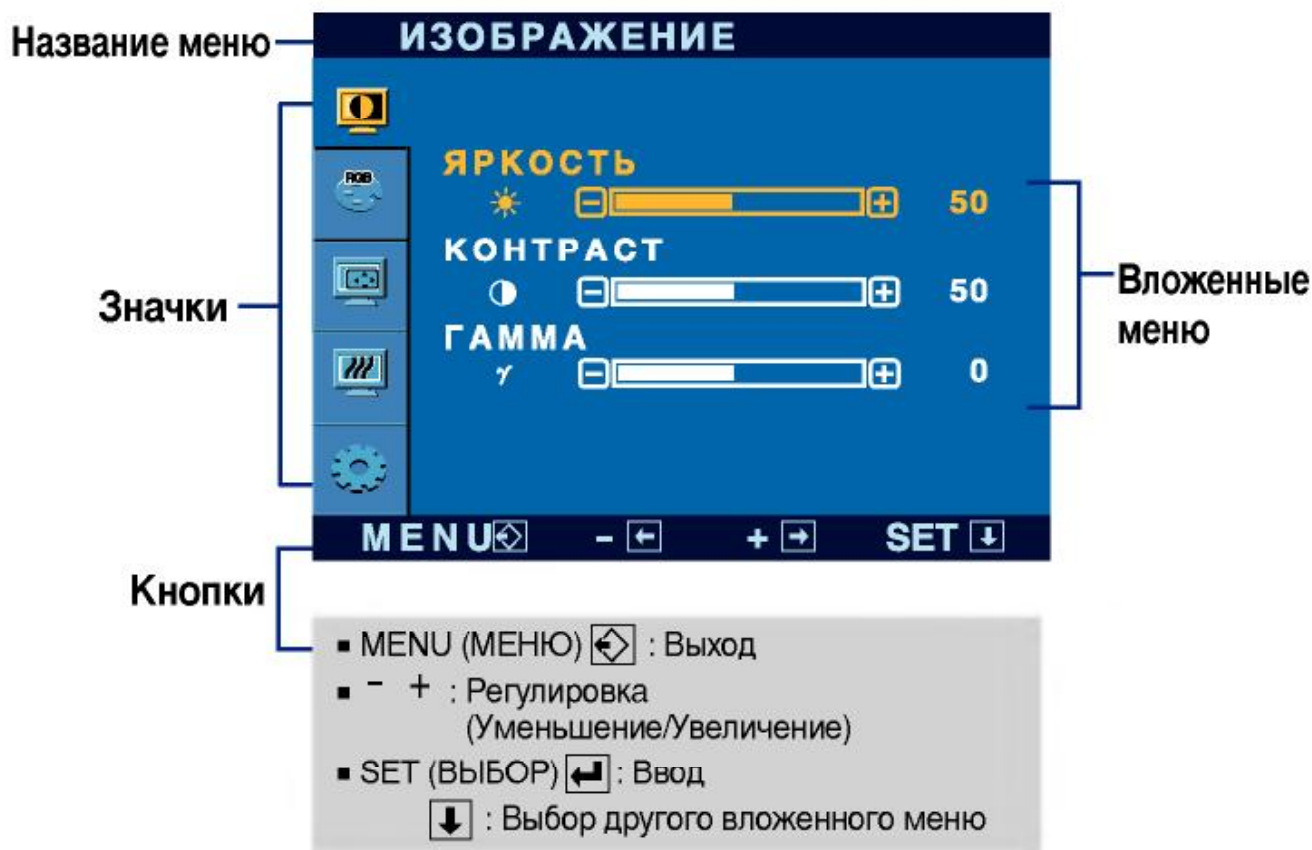 Название меню
ИЗОБРАЖЕНИЕ
RGB
ЯРКОСТЬ
50
КОНТРАСТ
50
ГАММА
γ 0
Значки
Вложенные
меню
MENU - + SET
Кнопки
▪ MENU (МЕНЮ) : Выход
▪ - + : Регулировка
(Уменьшение/Увеличение)
▪ SET (ВЫБОР) : Ввод
: Выбор другого вложенного меню